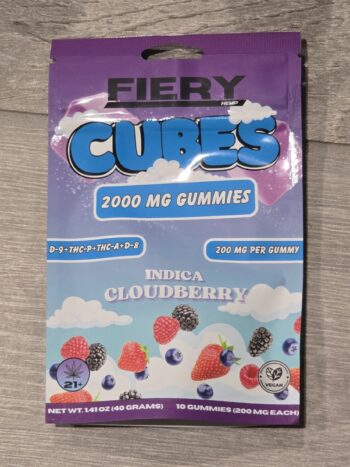 FIERY
HEMP
CUBES
2000 MG GUMMIES
D-9+THC-P+THC-A+D-8
200 MG PER GUMMY
INDICA
CLOUDBERRY
21+
VEGAN
NET WT. 1.41 OZ (40 GRAMS)
10 GUMMIES (200 MG EACH)